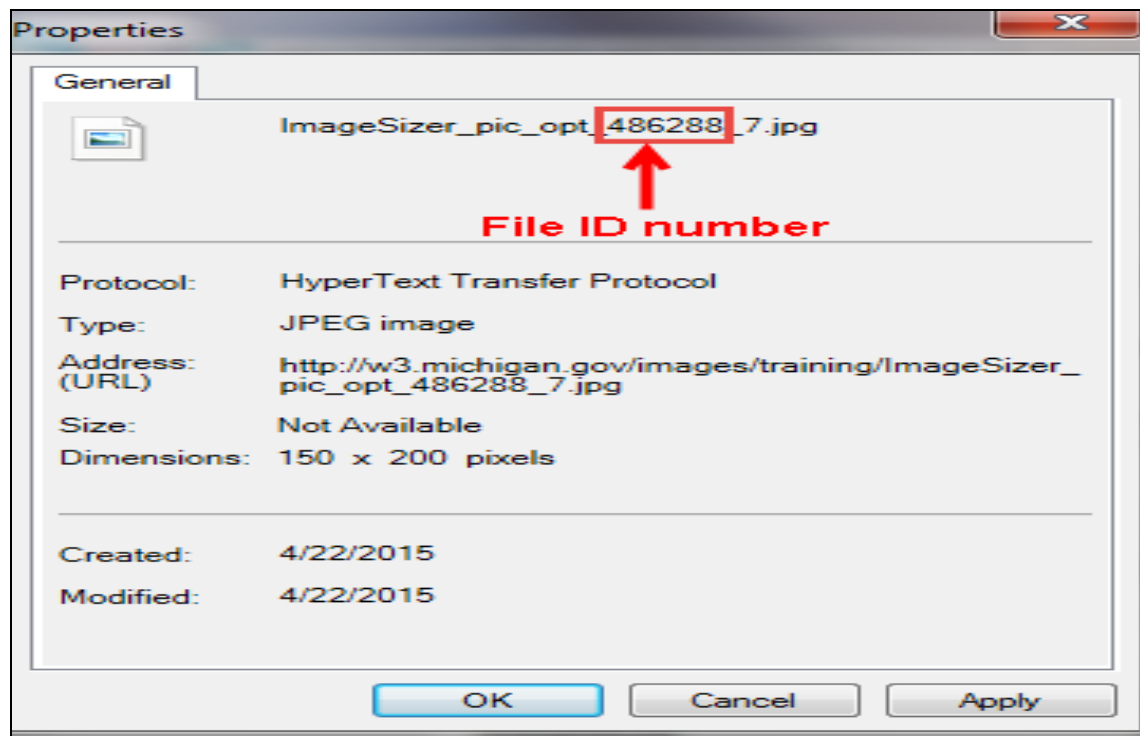 Properties
General
ImageSizer_pic_opt_486288_7.jpg
File ID number
Protocol: HyperText Transfer Protocol
Type: JPEG image
Address: http://w3.michigan.gov/images/training/ImageSizer_
(URL) pic_opt_486288_7.jpg
Size: Not Available
Dimensions: 150 x 200 pixels
Created: 4/22/2015
Modified: 4/22/2015
OK Cancel Apply